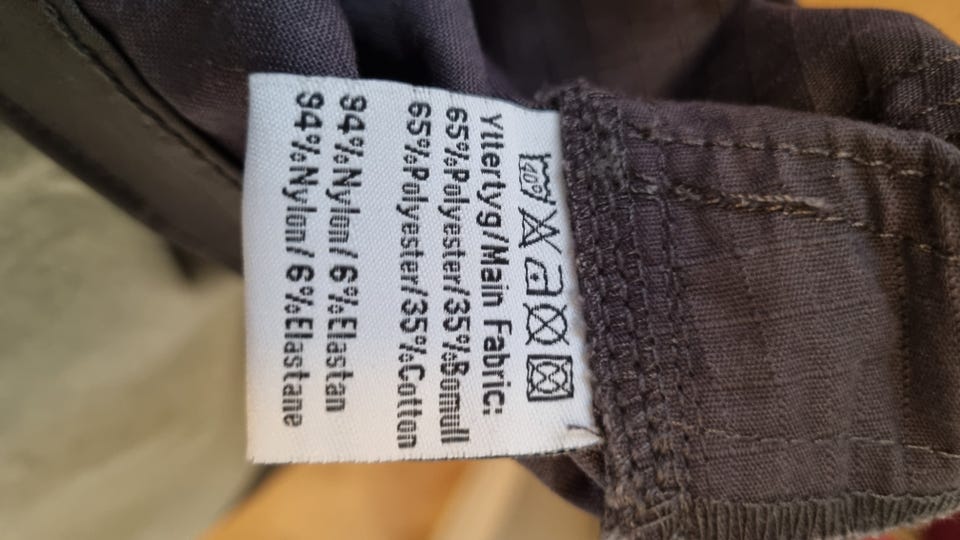 40°
Yttertyg/Main Fabric:
65%Polyester/35%Bomull
65%Polyester/35%Cotton
94%Nylon/ 6%Elastan
94%Nylon/ 6%Elastane